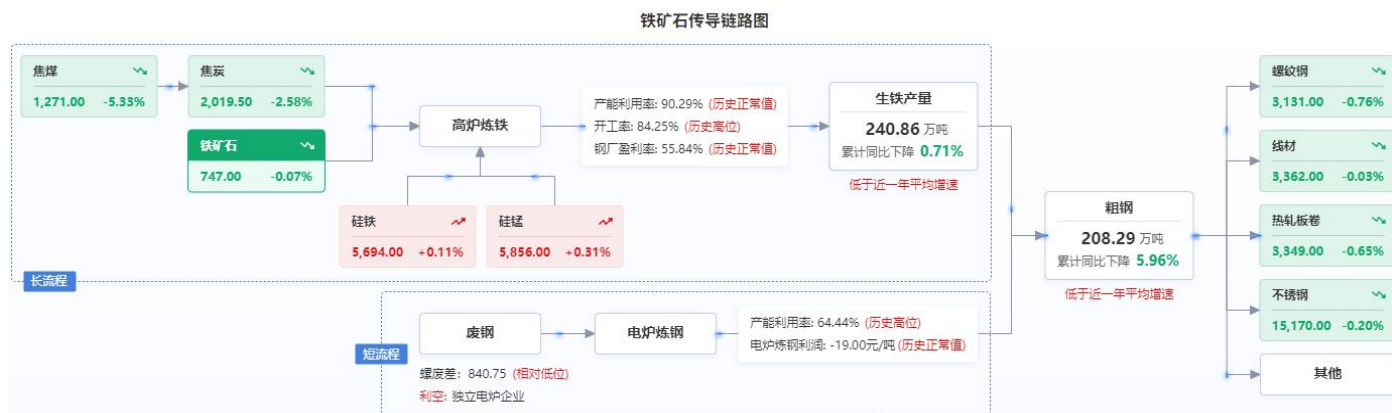 铁矿石传导链路图
焦煤
1,271.00 -5.33%
焦炭
2,019.50 -2.58%
铁矿石
747.00 -0.07%
高炉炼铁
硅铁
5,694.00 +0.11%
硅锰
5,856.00 +0.31%
产能利用率: 90.29% (历史正常值)
开工率: 84.25% (历史高位)
钢厂盈利率: 55.84% (历史正常值)
生铁产量
240.86 万吨
累计同比下降 0.71%
低于近一年平均增速
长流程
废钢
螺废差: 840.75 (相对低位)
利空: 独立电炉企业
电炉炼钢
产能利用率: 64.44% (历史高位)
电炉炼钢利润: -19.00元/吨 (历史正常值)
短流程
粗钢
208.29 万吨
累计同比下降 5.96%
低于近一年平均增速
螺纹钢
3,131.00 -0.76%
线材
3,362.00 -0.03%
热轧板卷
3,349.00 -0.65%
不锈钢
15,170.00 -0.20%
其他